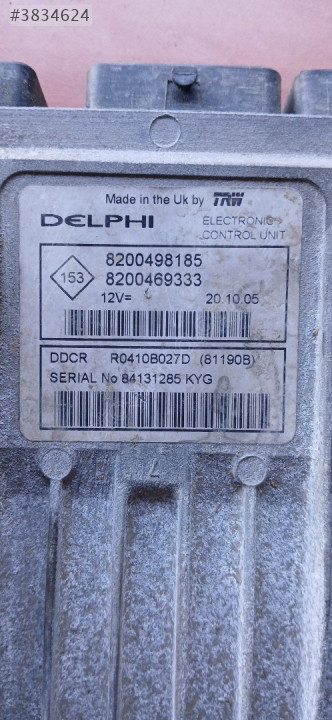 #3834624
Made in the Uk by TRW
DELPHI ELECTRONIC
CONTROL UNIT
153
8200498185
8200469333
12V= 20.10.05
DDCR R0410B027D (81190B)
SERIAL No 84131285 KYG